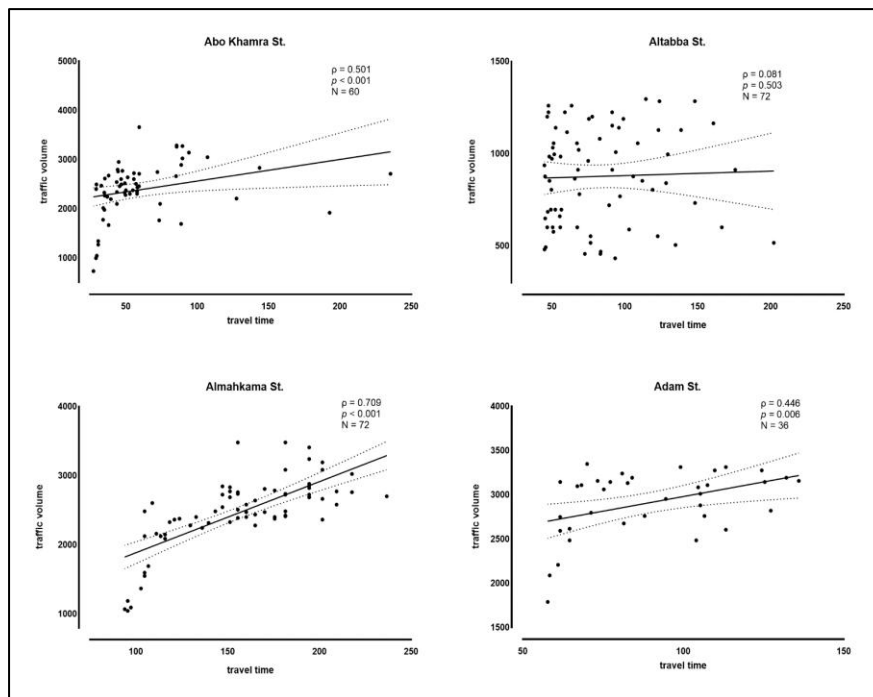 Abo Khamra St.
ρ = 0.501
p < 0.001
N = 60
5000
4000
3000
2000
1000
traffic volume
50
100
150
200
250
travel time
Altabba St.
ρ = 0.081
p = 0.503
N = 72
1500
1000
500
traffic volume
50
100
150
200
250
travel time
Almahkama St.
ρ = 0.709
p < 0.001
N = 72
4000
3000
2000
1000
traffic volume
100
150
200
250
travel time
Adam St.
ρ = 0.446
p = 0.006
N = 36
4000
3500
3000
2500
2000
1500
traffic volume
50
100
150
travel time